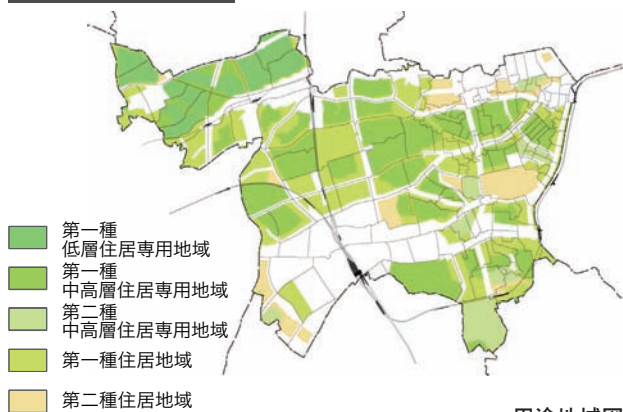 第一種
低層住居専用地域
第一種
中高層住居専用地域
第二種
中高層住居専用地域
第一種住居地域
第二種住居地域